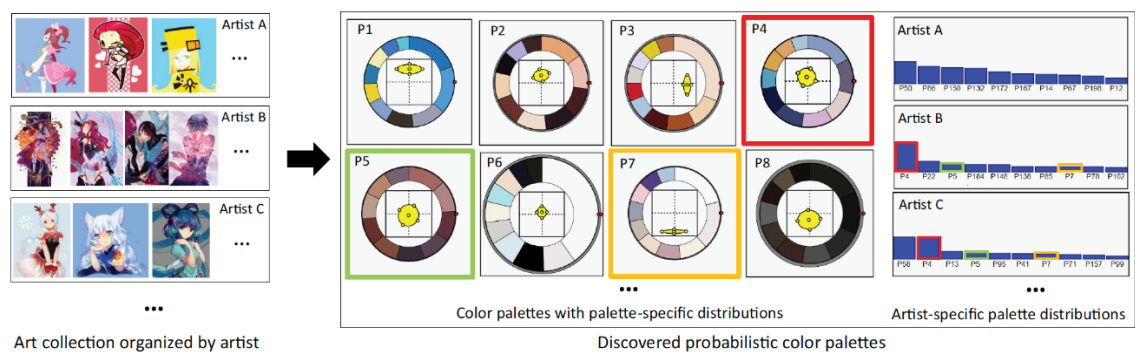 Artist A
...
Artist B
...
Artist C
...
...
Art collection organized by artist
P1
P2
P3
P4
P5
P6
P7
P8
...
Color palettes with palette-specific distributions
Artist A
P50 P66 P150 P132 P172 P167 P14 P67 P198 P12
Artist B
P4 P22 P5 P184 P148 P138 P85 P7 P78 P102
Artist C
P58 P4 P13 P5 P95 P41 P7 P71 P157 P99
...
Artist-specific palette distributions
Discovered probabilistic color palettes